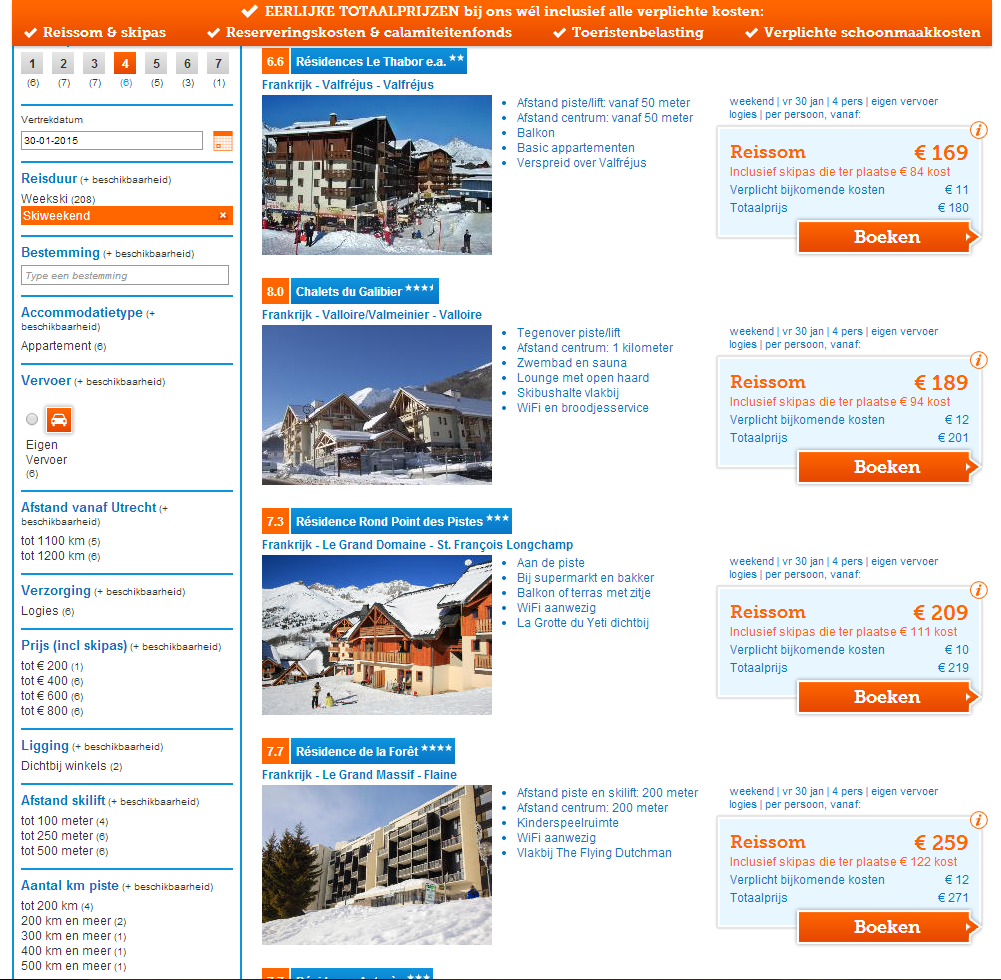 EERLIJKE TOTAALPRIJZEN bij ons wél inclusief alle verplichte kosten:
Reissom & skipas Reserveringskosten & calamiteitenfonds Toeristenbelasting Verplichte schoonmaakkosten
1 2 3 4 5 6 7
(6) (7) (7) (6) (5) (3) (1)
Vertrekdatum
30-01-2015
Reisduur (+ beschikbaarheid)
Weekski (208)
Skiweekend ×
Bestemming (+ beschikbaarheid)
Type een bestemming
Accommodatietype (+
beschikbaarheid)
Appartement (6)
Vervoer (+ beschikbaarheid)
Eigen
Vervoer
(6)
Afstand vanaf Utrecht (+
beschikbaarheid)
tot 1100 km (5)
tot 1200 km (6)
Verzorging (+ beschikbaarheid)
Logies (6)
Prijs (incl skipas) (+ beschikbaarheid)
tot € 200 (1)
tot € 400 (6)
tot € 600 (6)
tot € 800 (6)
Ligging (+ beschikbaarheid)
Dichtbij winkels (2)
Afstand skilift (+ beschikbaarheid)
tot 100 meter (4)
tot 250 meter (6)
tot 500 meter (6)
Aantal km piste (+ beschikbaarheid)
tot 200 km (4)
200 km en meer (2)
300 km en meer (1)
400 km en meer (1)
500 km en meer (1)
6.6 Résidences Le Thabor e.a. **
Frankrijk - Valfréjus - Valfréjus
• Afstand piste/lift: vanaf 50 meter
• Afstand centrum: vanaf 50 meter
• Balkon
• Basic appartementen
• Verspreid over Valfréjus
weekend | vr 30 jan | 4 pers | eigen vervoer
logies | per persoon, vanaf:
i
Reissom € 169
Inclusief skipas die ter plaatse € 84 kost
Verplicht bijkomende kosten € 11
Totaalprijs € 180
Boeken
8.0 Chalets du Galibier ****
Frankrijk - Valloire/Valmeinier - Valloire
• Tegenover piste/lift
• Afstand centrum: 1 kilometer
• Zwembad en sauna
• Lounge met open haard
• Skibushalte vlakbij
• WiFi en broodjesservice
weekend | vr 30 jan | 4 pers | eigen vervoer
logies | per persoon, vanaf:
i
Reissom € 189
Inclusief skipas die ter plaatse € 94 kost
Verplicht bijkomende kosten € 12
Totaalprijs € 201
Boeken
7.3 Résidence Rond Point des Pistes ***
Frankrijk - Le Grand Domaine - St. François Longchamp
• Aan de piste
• Bij supermarkt en bakker
• Balkon of terras met zitje
• WiFi aanwezig
• La Grotte du Yeti dichtbij
weekend | vr 30 jan | 4 pers | eigen vervoer
logies | per persoon, vanaf:
i
Reissom € 209
Inclusief skipas die ter plaatse € 111 kost
Verplicht bijkomende kosten € 10
Totaalprijs € 219
Boeken
7.7 Résidence de la Forêt ****
Frankrijk - Le Grand Massif - Flaine
• Afstand piste en skilift: 200 meter
• Afstand centrum: 200 meter
• Kinderspeelruimte
• WiFi aanwezig
• Vlakbij The Flying Dutchman
weekend | vr 30 jan | 4 pers | eigen vervoer
logies | per persoon, vanaf:
i
Reissom € 259
Inclusief skipas die ter plaatse € 122 kost
Verplicht bijkomende kosten € 12
Totaalprijs € 271
Boeken